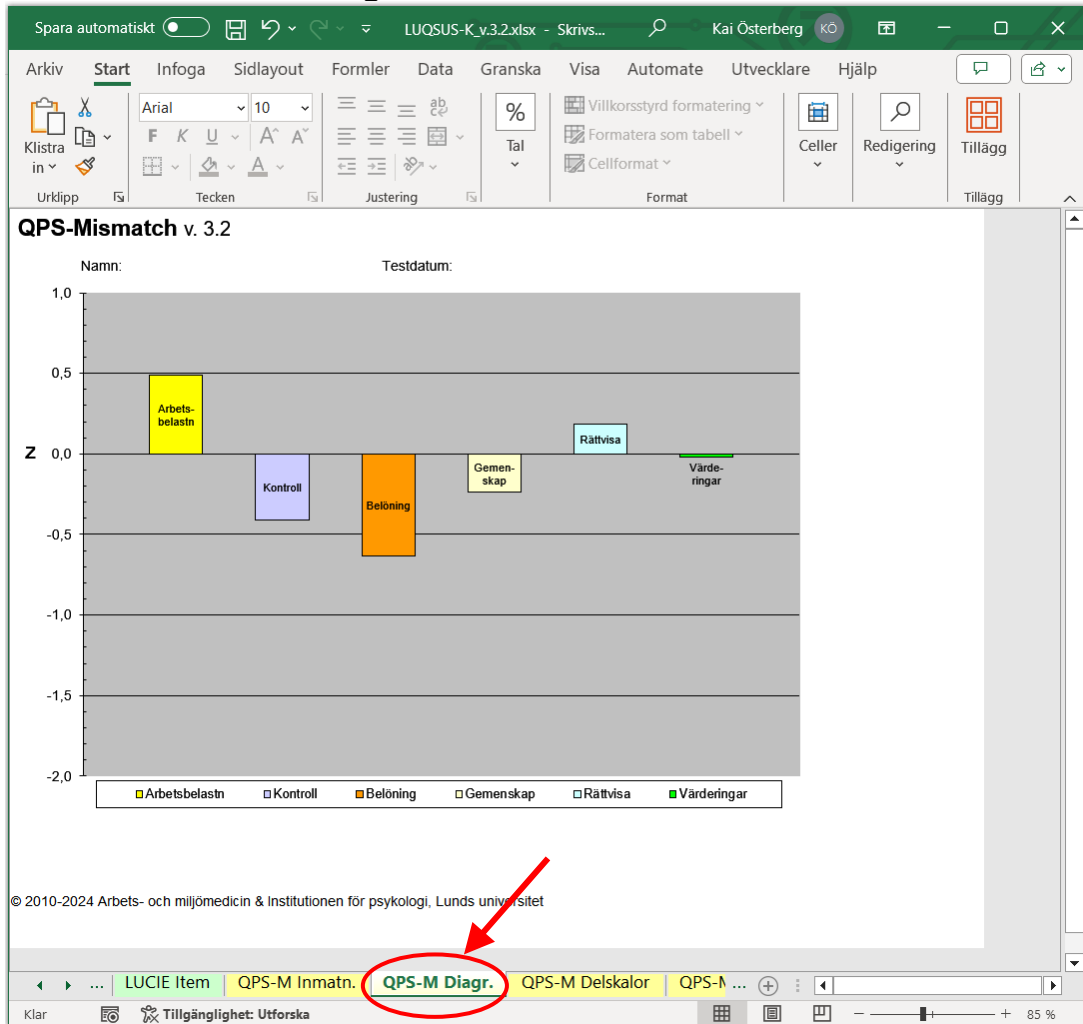 Spara automatiskt LUQSUS-K_v.3.2.xlsx - Skrivs... Kai Österberg KÖ
Arkiv Start Infoga Sidlayout Formler Data Granska Visa Automate Utvecklare Hjälp
Klistra in
Arial 10
F K U A A
A
ab
%
Tal
Villkorsstyrd formatering
Formatera som tabell
Cellformat
Celler
Redigering
Tillägg
Urklipp Tecken Justering Format Tillägg
QPS-Mismatch v. 3.2
Namn: Testdatum:
1,0
0,5
Arbets-
belastn
Rättvisa
Z 0,0
Gemen-
skap
Värde-
ringar
Kontroll
Belöning
-0,5
-1,0
-1,5
-2,0
Arbetsbelastn Kontroll Belöning Gemenskap Rättvisa Värderingar
© 2010-2024 Arbets- och miljömedicin & Institutionen för psykologi, Lunds universitet
... LUCIE Item QPS-M Inmatn. QPS-M Diagr. QPS-M Delskalor QPS-M ...
Klar Tillgänglighet: Utforska 85 %